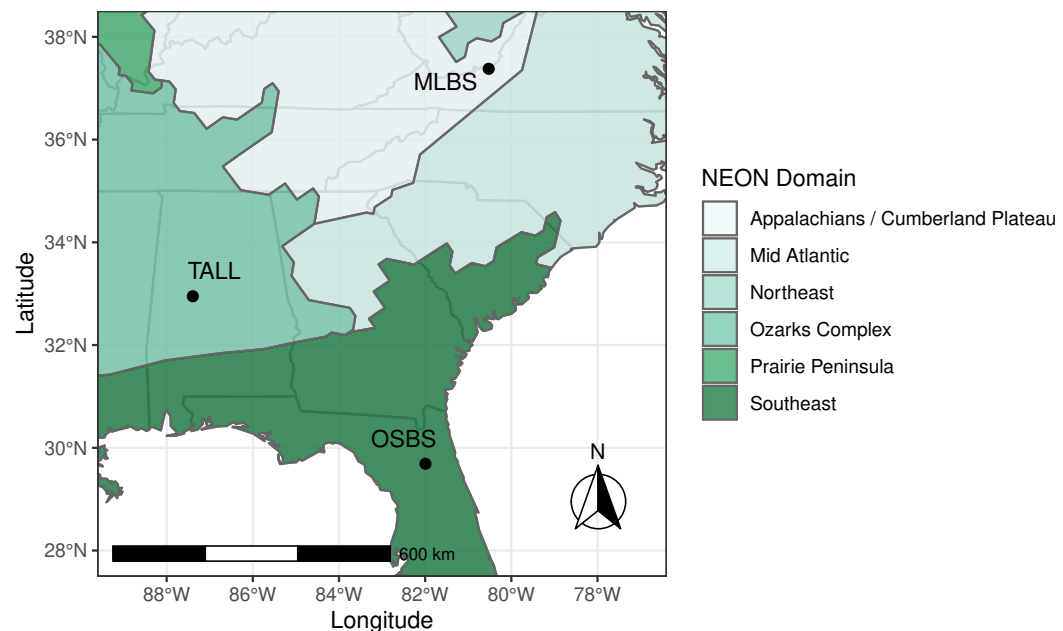 38°N
36°N
34°N
32°N
30°N
28°N
Latitude
MLBS
TALL
OSBS
N
600 km
88°W 86°W 84°W 82°W 80°W 78°W
Longitude
NEON Domain
Appalachians / Cumberland Plateau
Mid Atlantic
Northeast
Ozarks Complex
Prairie Peninsula
Southeast